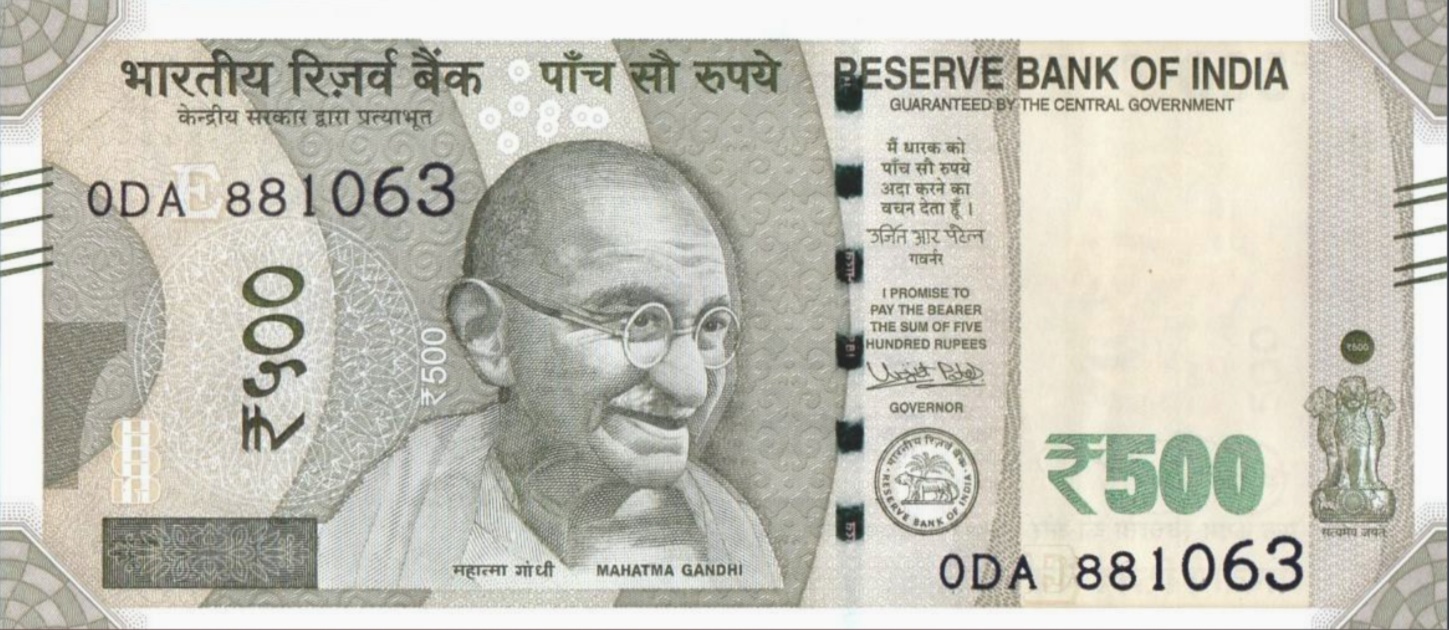 भारतीय रिज़र्व बैंक
केन्द्रीय सरकार द्वारा प्रत्याभूत
पाँच सौ रुपये
RESERVE BANK OF INDIA
GUARANTEED BY THE CENTRAL GOVERNMENT
0DA 881063
E
₹५००
₹500
मैं धारक को
पाँच सौ रुपये
अदा करने का
वचन देता हूँ।
उर्जित आर पटेल
गवर्नर
I PROMISE TO
PAY THE BEARER
THE SUM OF FIVE
HUNDRED RUPEES
Urjit Patel
GOVERNOR
भारतीय रिज़र्व बैंक
RESERVE BANK OF INDIA
₹500
₹500
सत्यमेव जयते
महात्मा गांधी
MAHATMA GANDHI
0DA 881063
E